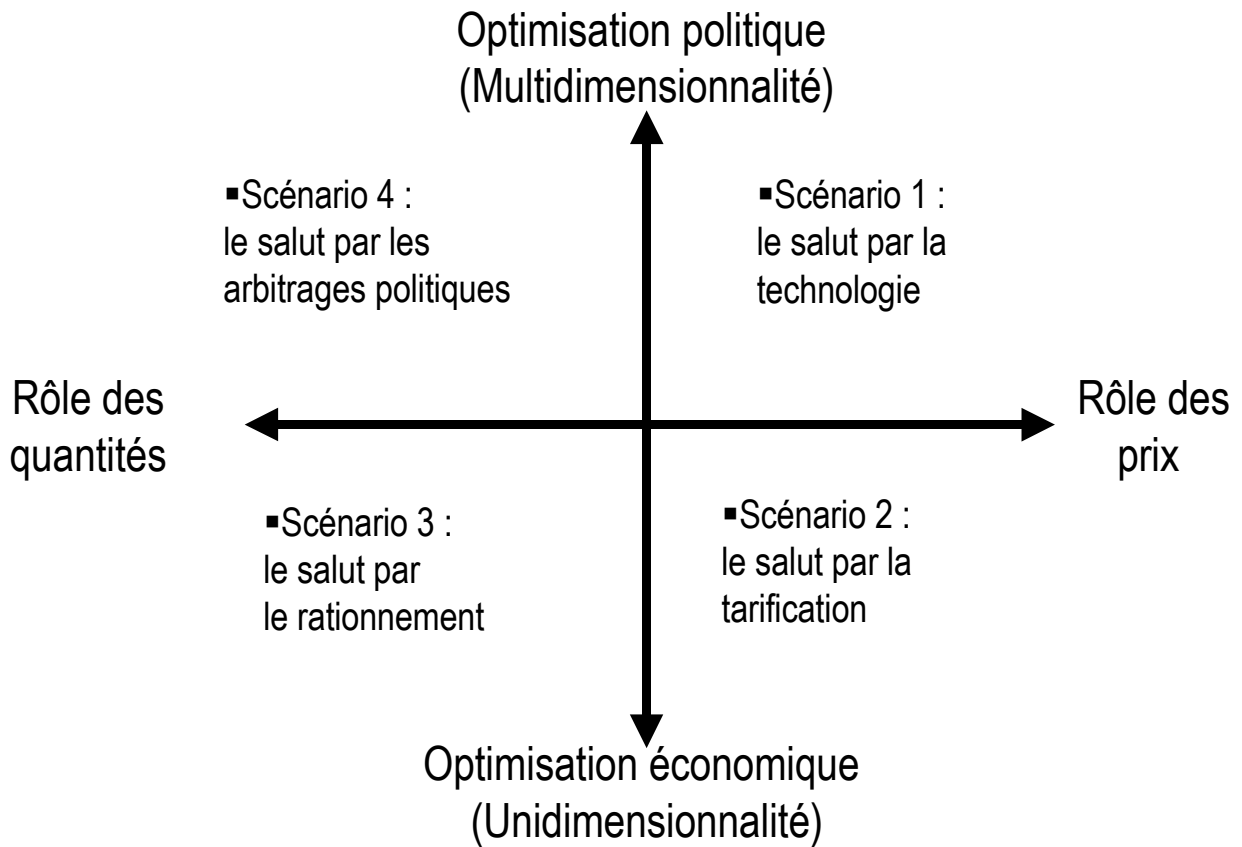 Optimisation politique
(Multidimensionnalité)
▪Scénario 4 :
le salut par les
arbitrages politiques
▪Scénario 1 :
le salut par la
technologie
Rôle des
quantités
Rôle des
prix
▪Scénario 3 :
le salut par
le rationnement
▪Scénario 2 :
le salut par la
tarification
Optimisation économique
(Unidimensionnalité)